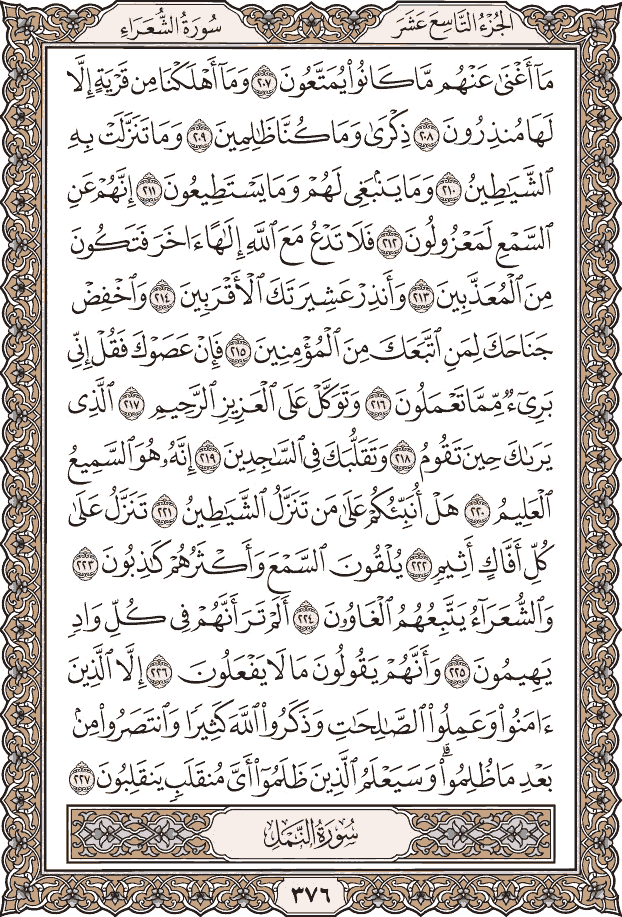 الجُزْءُ التَّاسِعَ عَشَرَ
سُورَةُ الشُّعَرَاءِ
مَآ أَغْنَىٰ عَنْهُم مَّا كَانُوا۟ يُمَتَّعُونَ ٢٠٧ وَمَآ أَهْلَكْنَا مِن قَرْيَةٍ إِلَّا
لَهَا مُنذِرُونَ ٢٠٨ ذِكْرَىٰ وَمَا كُنَّا ظَٰلِمِينَ ٢٠٩ وَمَا تَنَزَّلَتْ بِهِ
ٱلشَّيَٰطِينُ ٢١٠ وَمَا يَنۢبَغِى لَهُمْ وَمَا يَسْتَطِيعُونَ ٢١١ إِنَّهُمْ عَنِ
ٱلسَّمْعِ لَمَعْزُولُونَ ٢١٢ فَلَا تَدْعُ مَعَ ٱللَّهِ إِلَٰهًا ءَاخَرَ فَتَكُونَ
مِنَ ٱلْمُعَذَّبِينَ ٢١٣ وَأَنذِرْ عَشِيرَتَكَ ٱلْأَقْرَبِينَ ٢١٤ وَٱخْفِضْ
جَنَاحَكَ لِمَنِ ٱتَّبَعَكَ مِنَ ٱلْمُؤْمِنِينَ ٢١٥ فَإِنْ عَصَوْكَ فَقُلْ إِنِّى
بَرِىٓءٌ مِّمَّا تَعْمَلُونَ ٢١٦ وَتَوَكَّلْ عَلَى ٱلْعَزِيزِ ٱلرَّحِيمِ ٢١٧ ٱلَّذِى
يَرَىٰكَ حِينَ تَقُومُ ٢١٨ وَتَقَلُّبَكَ فِى ٱلسَّٰجِدِينَ ٢١٩ إِنَّهُۥ هُوَ ٱلسَّمِيعُ
ٱلْعَلِيمُ ٢٢٠ هَلْ أُنَبِّئُكُمْ عَلَىٰ مَن تَنَزَّلُ ٱلشَّيَٰطِينُ ٢٢١ تَنَزَّلُ عَلَىٰ
كُلِّ أَفَّاكٍ أَثِيمٍ ٢٢٢ يُلْقُونَ ٱلسَّمْعَ وَأَكْثَرُهُمْ كَٰذِبُونَ ٢٢٣
وَٱلشُّعَرَآءُ يَتَّبِعُهُمُ ٱلْغَاوُۥنَ ٢٢٤ أَلَمْ تَرَ أَنَّهُمْ فِى كُلِّ وَادٍ
يَهِيمُونَ ٢٢٥ وَأَنَّهُمْ يَقُولُونَ مَا لَا يَفْعَلُونَ ٢٢٦ إِلَّا ٱلَّذِينَ
ءَامَنُوا۟ وَعَمِلُوا۟ ٱلصَّٰلِحَٰتِ وَذَكَرُوا۟ ٱللَّهَ كَثِيرًا وَٱنتَصَرُوا۟ مِنۢ
بَعْدِ مَا ظُلِمُوا۟ ۗ وَسَيَعْلَمُ ٱلَّذِينَ ظَلَمُوٓا۟ أَىَّ مُنقَلَبٍ يَنقَلِبُونَ ٢٢٧
سُورَةُ النَّمْلِ
٣٧٦